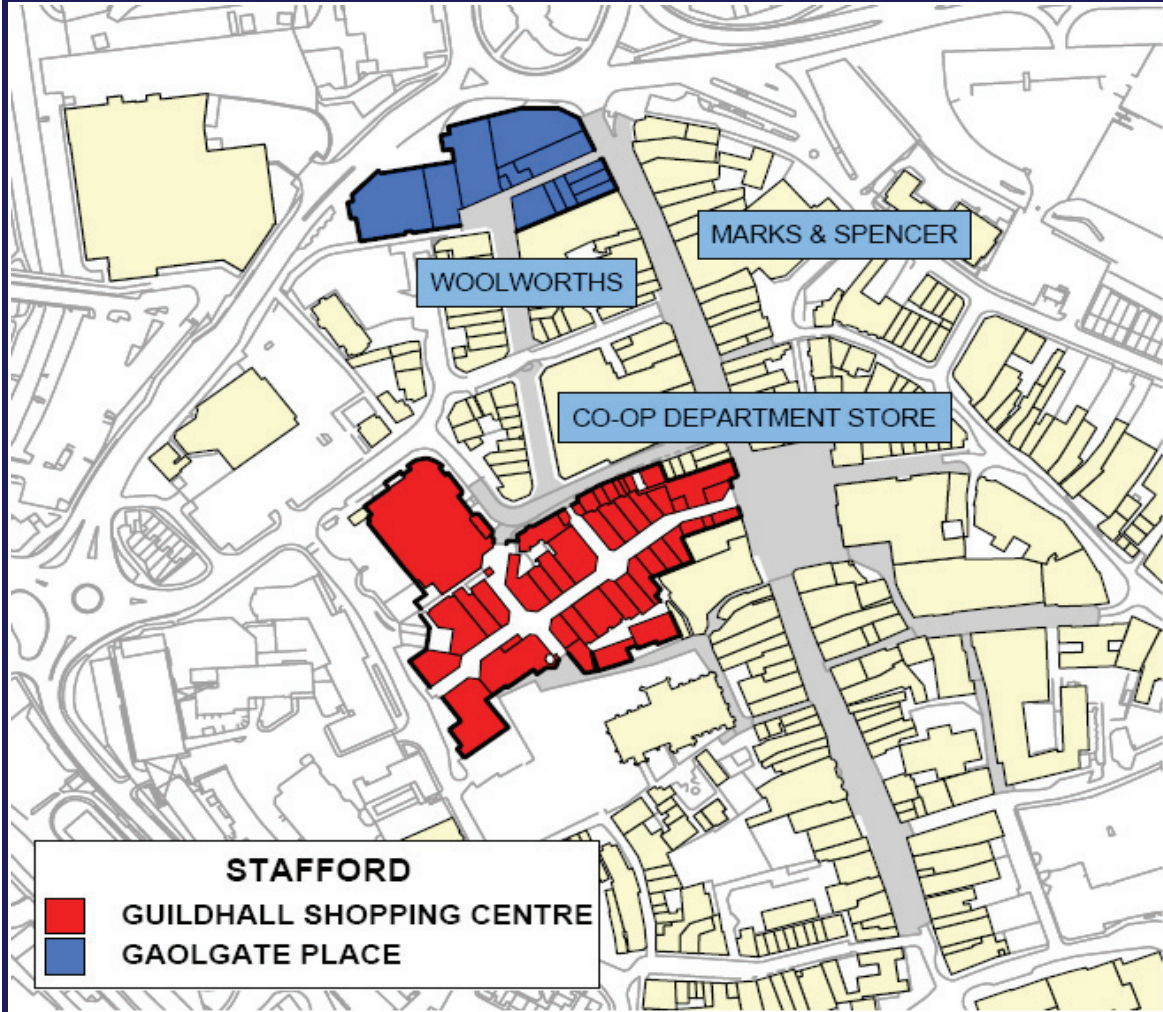 MARKS & SPENCER
WOOLWORTHS
CO-OP DEPARTMENT STORE
STAFFORD
GUILDHALL SHOPPING CENTRE
GAOLGATE PLACE